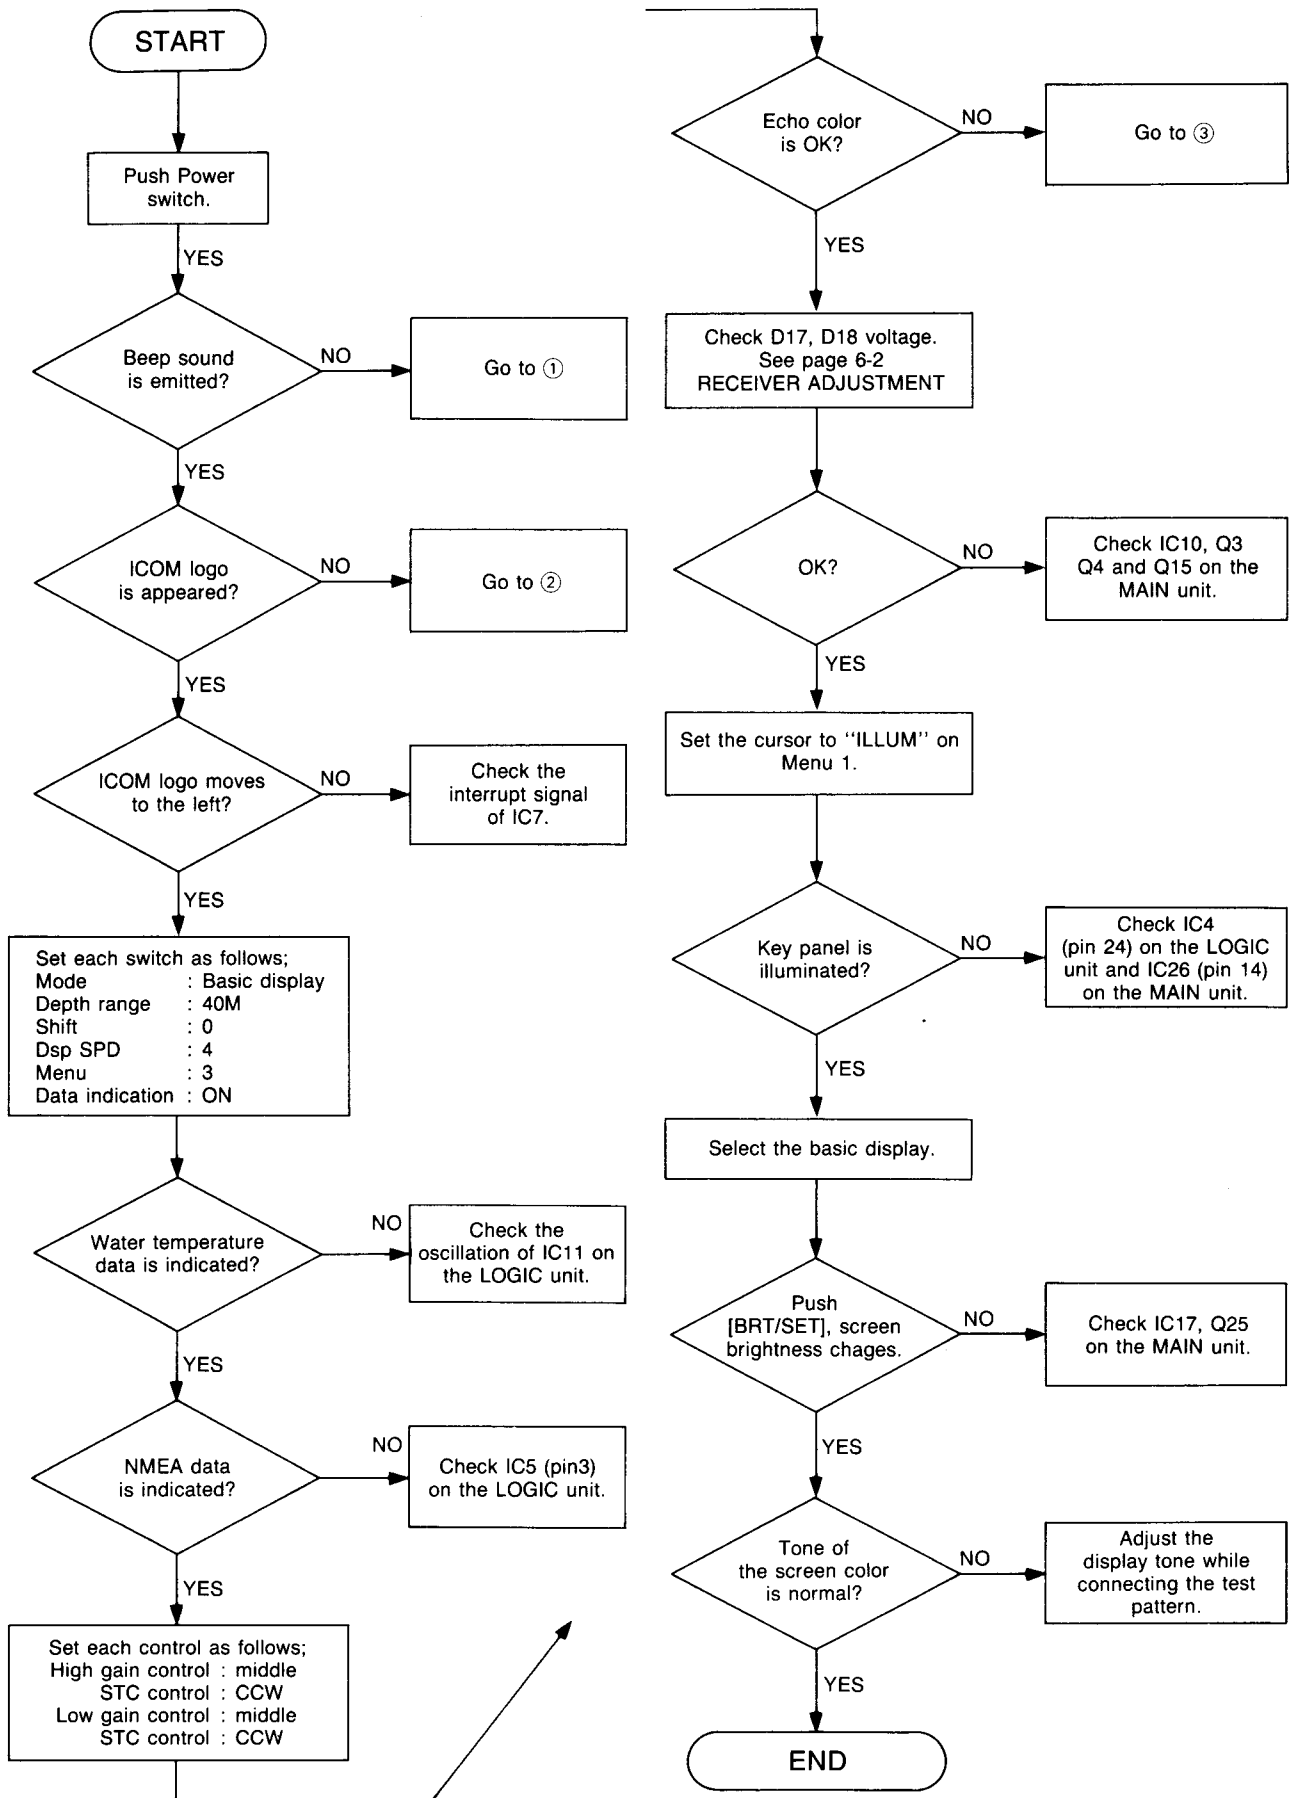 START
Push Power
switch.
YES
Beep sound
is emitted?
NO
Go to ①
YES
ICOM logo
is appeared?
NO
Go to ②
YES
ICOM logo moves
to the left?
NO
Check the
interrupt signal
of IC7.
YES
Set each switch as follows;
Mode : Basic display
Depth range : 40M
Shift : 0
Dsp SPD : 4
Menu : 3
Data indication : ON
Water temperature
data is indicated?
NO
Check the
oscillation of IC11 on
the LOGIC unit.
YES
NMEA data
is indicated?
NO
Check IC5 (pin3)
on the LOGIC unit.
YES
Set each control as follows;
High gain control : middle
STC control : CCW
Low gain control : middle
STC control : CCW
Echo color
is OK?
NO
Go to ③
YES
Check D17, D18 voltage.
See page 6-2
RECEIVER ADJUSTMENT
OK?
NO
Check IC10, Q3
Q4 and Q15 on the
MAIN unit.
YES
Set the cursor to “ILLUM” on
Menu 1.
Key panel is
illuminated?
NO
Check IC4
(pin 24) on the LOGIC
unit and IC26 (pin 14)
on the MAIN unit.
YES
Select the basic display.
Push
[BRT/SET], screen
brightness chages.
NO
Check IC17, Q25
on the MAIN unit.
YES
Tone of
the screen color
is normal?
NO
Adjust the
display tone while
connecting the test
pattern.
YES
END